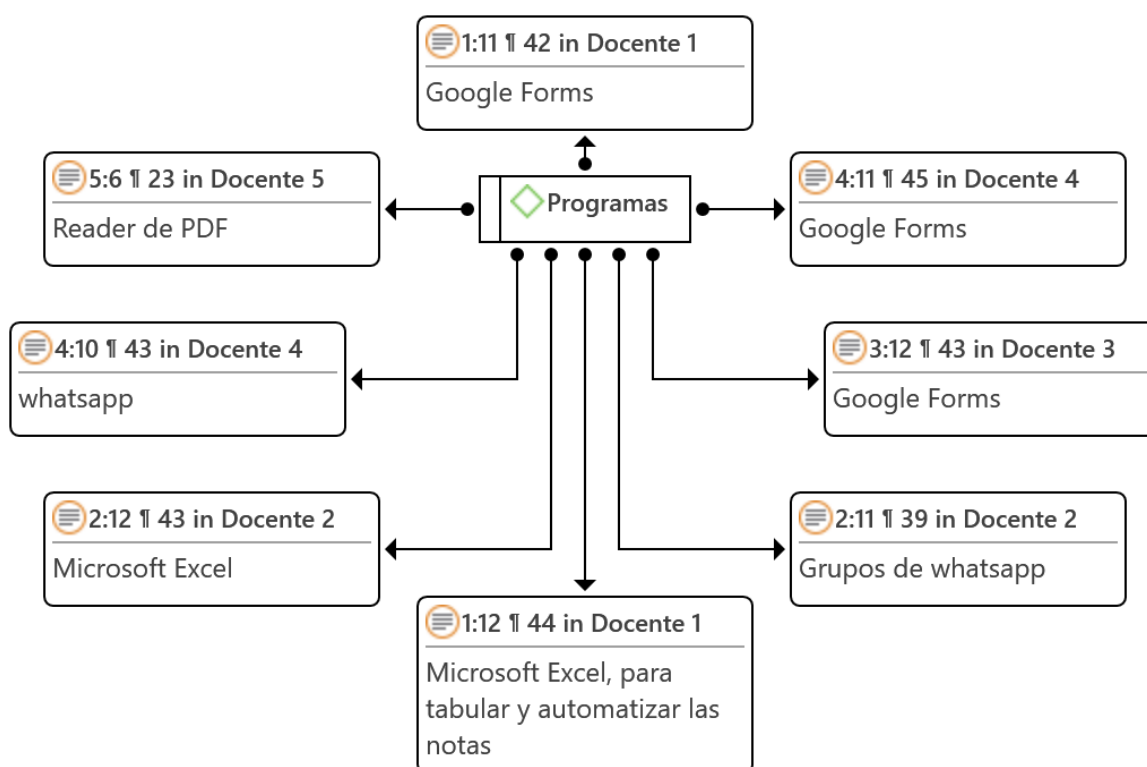 1:11 ¶ 42 in Docente 1
Google Forms
5:6 ¶ 23 in Docente 5
Reader de PDF
Programas
4:11 ¶ 45 in Docente 4
Google Forms
4:10 ¶ 43 in Docente 4
whatsapp
3:12 ¶ 43 in Docente 3
Google Forms
2:12 ¶ 43 in Docente 2
Microsoft Excel
2:11 ¶ 39 in Docente 2
Grupos de whatsapp
1:12 ¶ 44 in Docente 1
Microsoft Excel, para
tabular y automatizar las
notas